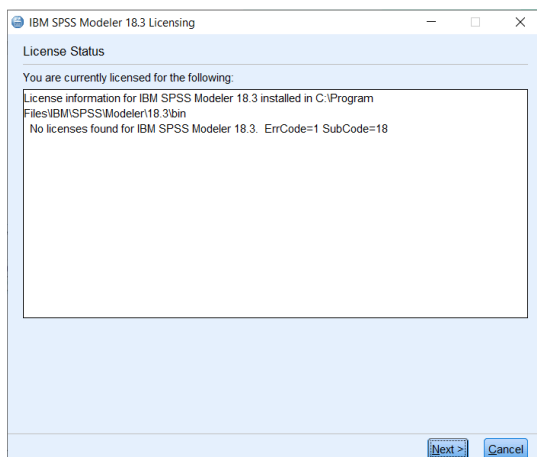 IBM SPSS Modeler 18.3 Licensing
License Status
You are currently licensed for the following:
License information for IBM SPSS Modeler 18.3 installed in C:\Program
Files\IBM\SPSS\Modeler\18.3\bin
No licenses found for IBM SPSS Modeler 18.3. ErrCode=1 SubCode=18
Next > Cancel